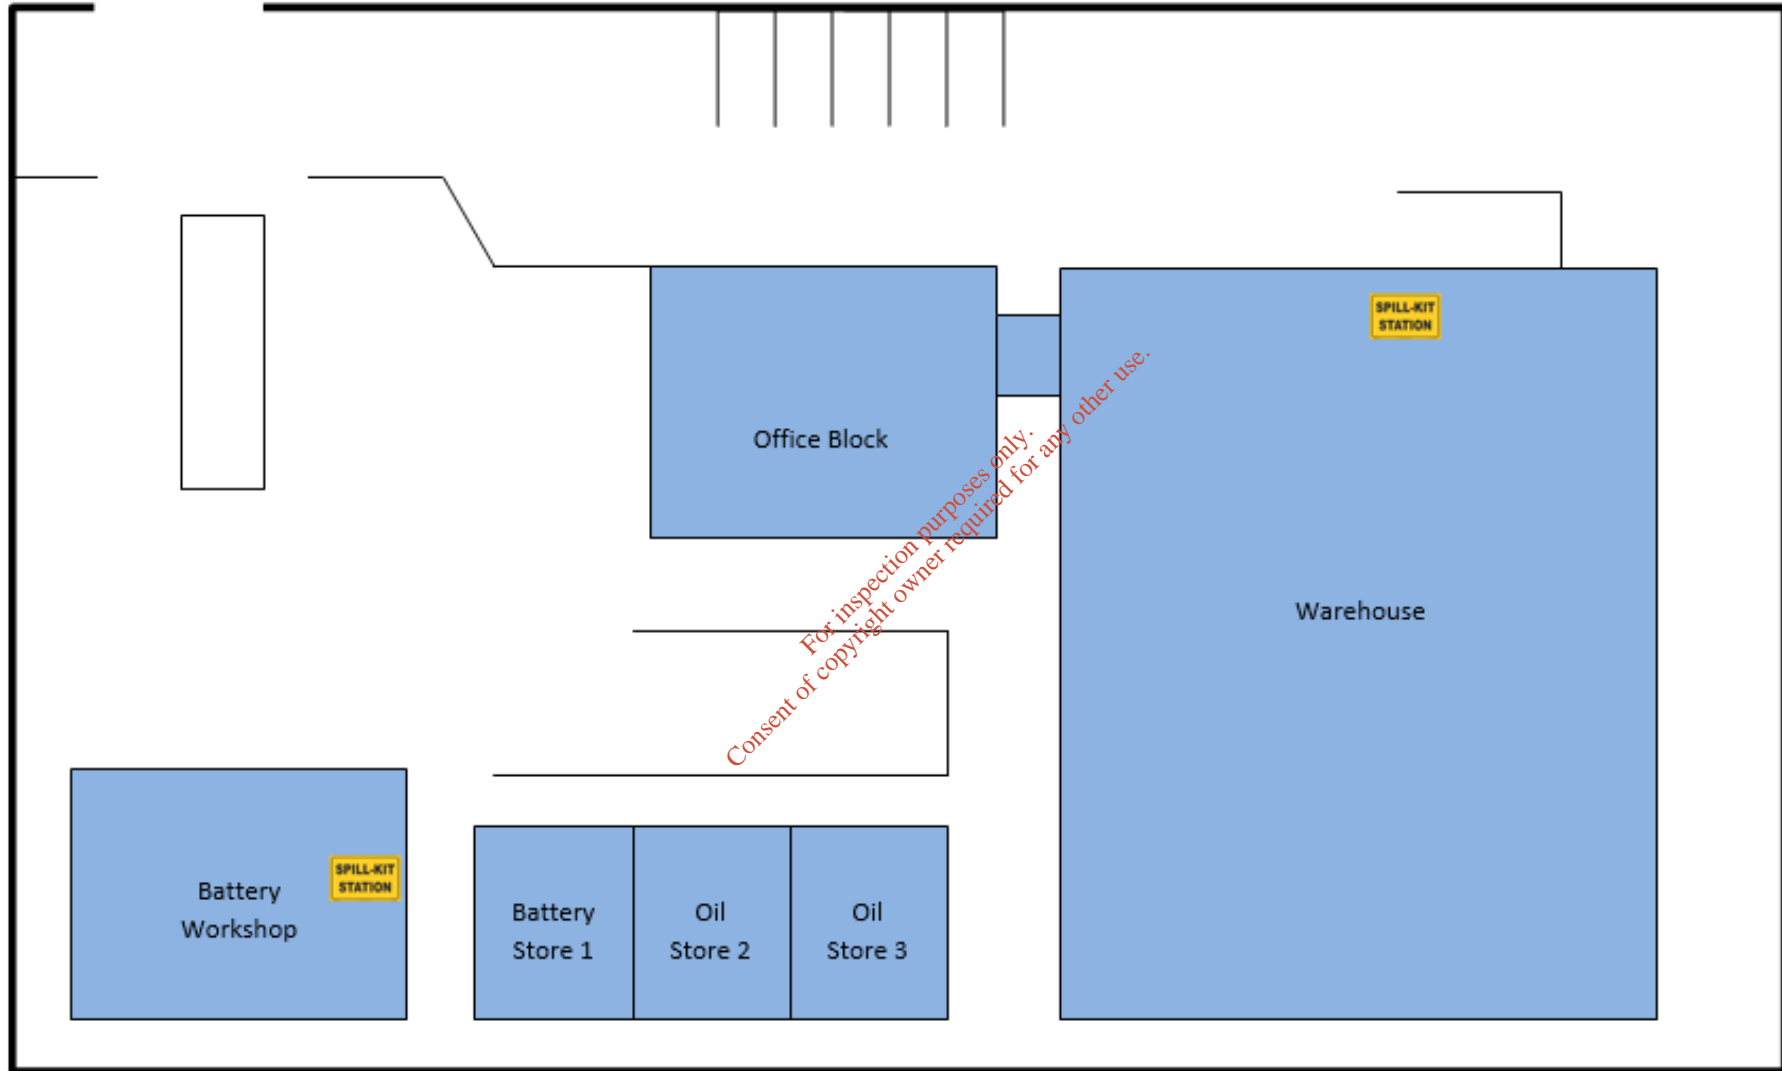 SPILL-KIT
STATION
Office Block
For inspection purposes only.
Consent of copyright owner required for any other use.
Warehouse
SPILL-KIT
STATION
Battery
Workshop
Battery
Store 1
Oil
Store 2
Oil
Store 3